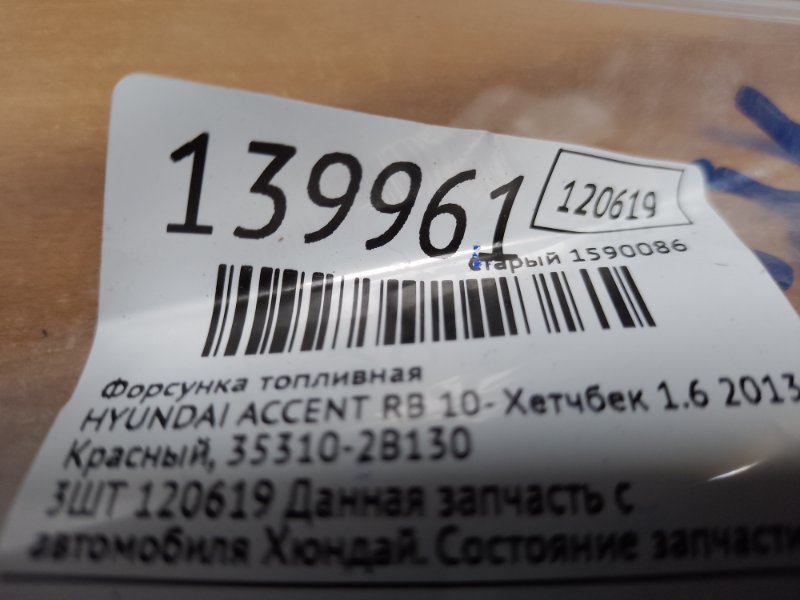 139961
120619
старый 1590086
Форсунка топливная
HYUNDAI ACCENT RB 10- Хетчбек 1.6 2013
Красный, 35310-2B130
3ШТ 120619 Данная запчасть с
автомобиля Хюндай. Состояние запчасти